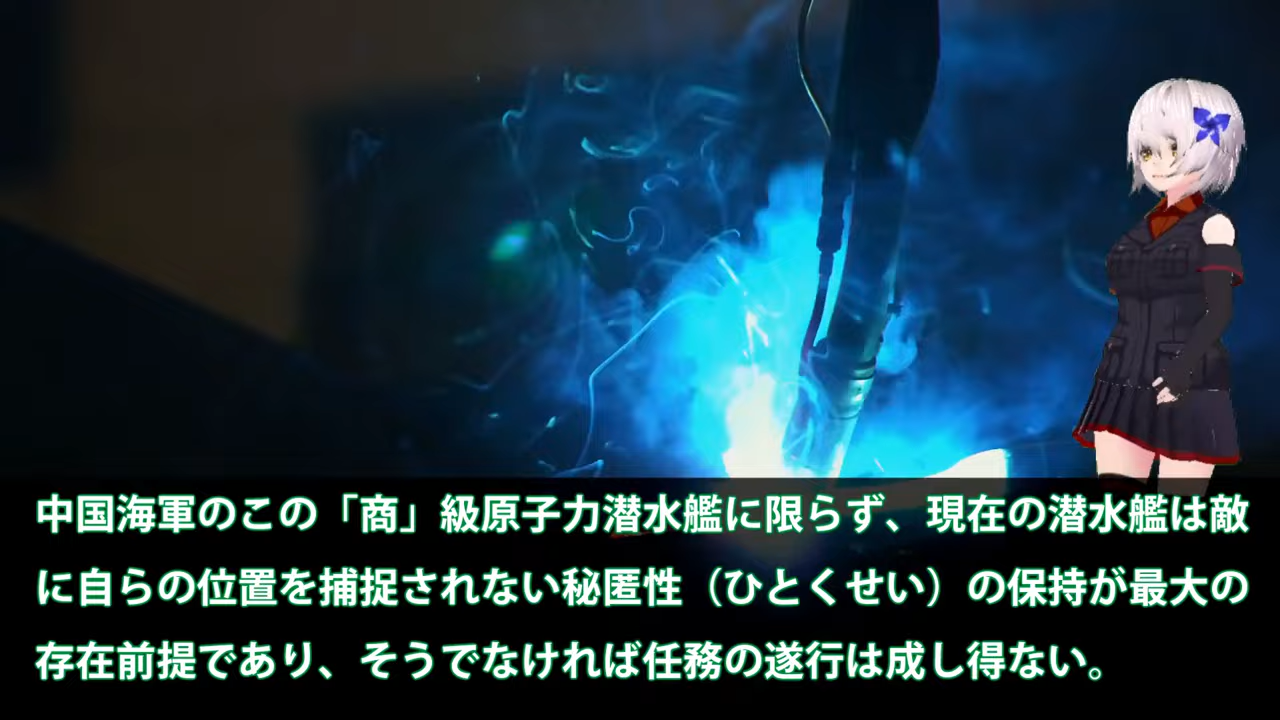 中国海軍のこの「商」級原子力潜水艦に限らず、現在の潜水艦は敵
に自らの位置を捕捉されない秘匿性（ひとくせい）の保持が最大の
存在前提であり、そうでなければ任務の遂行は成し得ない。